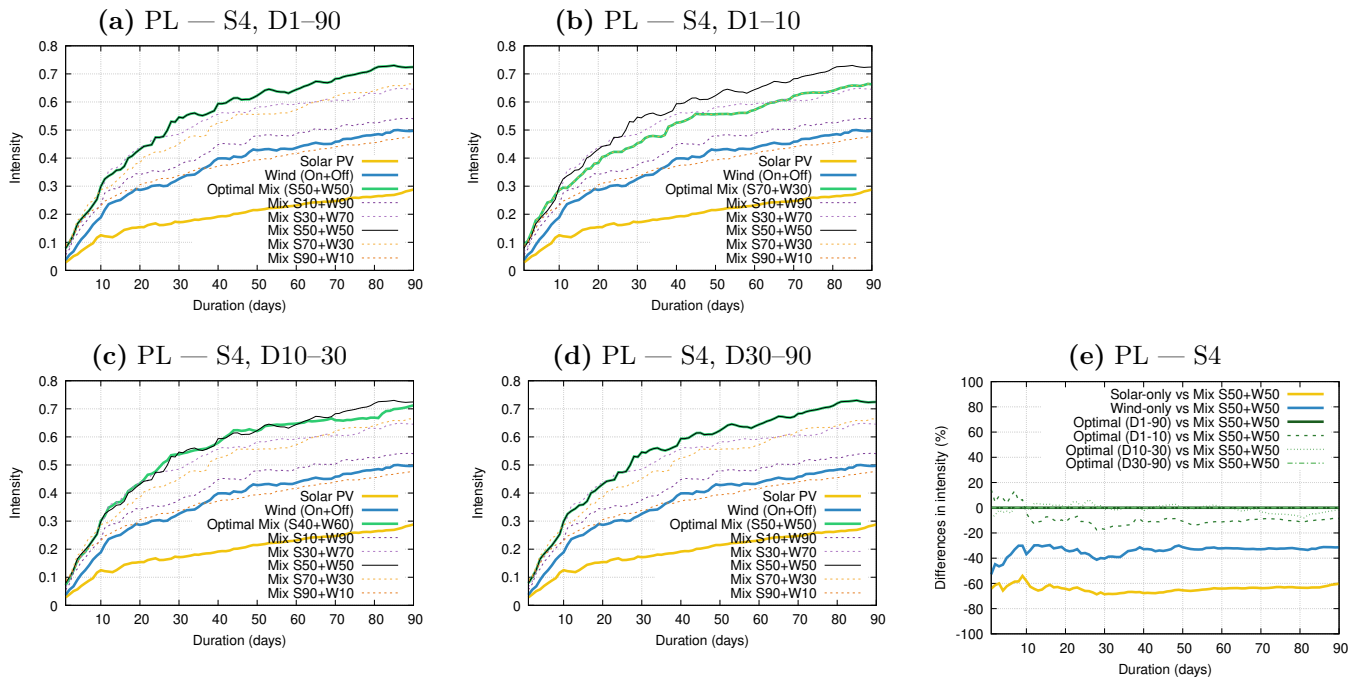 (a) PL — S4, D1–90
0.8
0.7
0.6
0.5
0.4
0.3
0.2
0.1
0
Intensity
Solar PV
Wind (On+Off)
Optimal Mix (S50+W50)
Mix S10+W90
Mix S30+W70
Mix S50+W50
Mix S70+W30
Mix S90+W10
10 20 30 40 50 60 70 80 90
Duration (days)
(b) PL — S4, D1–10
0.8
0.7
0.6
0.5
0.4
0.3
0.2
0.1
0
Intensity
Solar PV
Wind (On+Off)
Optimal Mix (S70+W30)
Mix S10+W90
Mix S30+W70
Mix S50+W50
Mix S70+W30
Mix S90+W10
10 20 30 40 50 60 70 80 90
Duration (days)
(c) PL — S4, D10–30
0.8
0.7
0.6
0.5
0.4
0.3
0.2
0.1
0
Intensity
Solar PV
Wind (On+Off)
Optimal Mix (S40+W60)
Mix S10+W90
Mix S30+W70
Mix S50+W50
Mix S70+W30
Mix S90+W10
10 20 30 40 50 60 70 80 90
Duration (days)
(d) PL — S4, D30–90
0.8
0.7
0.6
0.5
0.4
0.3
0.2
0.1
0
Intensity
Solar PV
Wind (On+Off)
Optimal Mix (S50+W50)
Mix S10+W90
Mix S30+W70
Mix S50+W50
Mix S70+W30
Mix S90+W10
10 20 30 40 50 60 70 80 90
Duration (days)
(e) PL — S4
100
80
60
40
20
0
-20
-40
-60
-80
-100
Differences in intensity (%)
Solar-only vs Mix S50+W50
Wind-only vs Mix S50+W50
Optimal (D1-90) vs Mix S50+W50
Optimal (D1-10) vs Mix S50+W50
Optimal (D10-30) vs Mix S50+W50
Optimal (D30-90) vs Mix S50+W50
10 20 30 40 50 60 70 80 90
Duration (days)